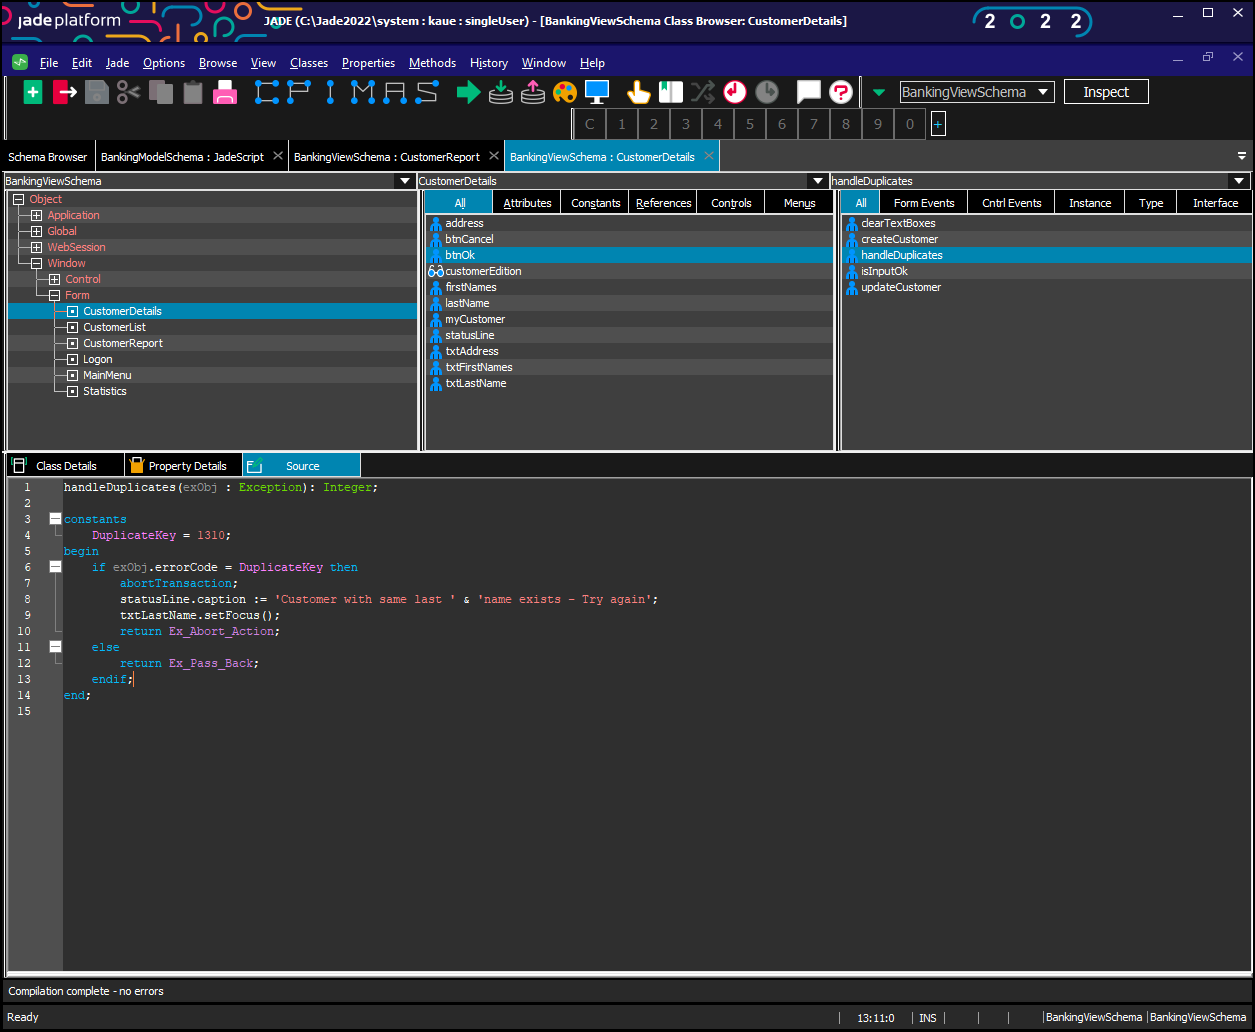 jade platform
JADE (C:\Jade2022\system : kaue : singleUser) - [BankingViewSchema Class Browser: CustomerDetails]
2 0 2 2
File Edit Jade Options Browse View Classes Properties Methods History Window Help
BankingViewSchema Inspect
C 1 2 3 4 5 6 7 8 9 0 +
Schema Browser BankingModelSchema : JadeScript BankingViewSchema : CustomerReport BankingViewSchema : CustomerDetails
BankingViewSchema CustomerDetails handleDuplicates
Object
Application
Global
WebSession
Window
Control
Form
CustomerDetails
CustomerList
CustomerReport
Logon
MainMenu
Statistics
All Attributes Constants References Controls Menus
address
btnCancel
btnOk
customerEdition
firstNames
lastName
myCustomer
statusLine
txtAddress
txtFirstNames
txtLastName
All Form Events Cntrl Events Instance Type Interface
clearTextBoxes
createCustomer
handleDuplicates
isInputOk
updateCustomer
Class Details Property Details Source
1 handleDuplicates(exObj : Exception): Integer;
2
3 constants
4 DuplicateKey = 1310;
5 begin
6 if exObj.errorCode = DuplicateKey then
7 abortTransaction;
8 statusLine.caption := 'Customer with same last ' & 'name exists - Try again';
9 txtLastName.setFocus();
10 return Ex_Abort_Action;
11 else
12 return Ex_Pass_Back;
13 endif;
14 end;
15
Compilation complete - no errors
Ready 13:11:0 INS BankingViewSchema BankingViewSchema